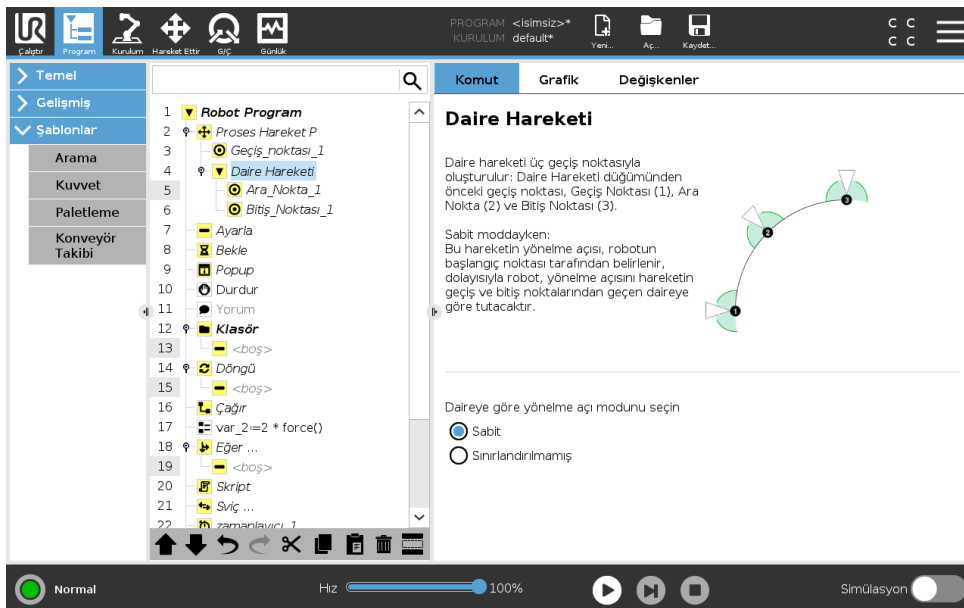 UR
PROGRAM <isimsiz>*
KURULUM default*
Çalıştır Program Kurulum Hareket Ettir G/Ç Günlük
Yeni... Aç... Kaydet...
C C
C C
Temel
Gelişmiş
Şablonlar
Arama
Kuvvet
Paletleme
Konveyör
Takibi
1 Robot Program
2 Proses Hareket P
3 Geçiş_noktası_1
4 Daire Hareketi
5 Ara_Nokta_1
6 Bitiş_Noktası_1
7 Ayarla
8 Bekle
9 Popup
10 Durdur
11 Yorum
12 Klasör
13 <boş>
14 Döngü
15 <boş>
16 Çağır
17 var_2:=2 * force()
18 Eğer ...
19 <boş>
20 Skript
21 Sviç ...
22 zamanlayıcı_1
Komut Grafik Değişkenler
Daire Hareketi
Daire hareketi üç geçiş noktasıyla
oluşturulur: Daire Hareketi düğümünden
önceki geçiş noktası, Geçiş Noktası (1), Ara
Nokta (2) ve Bitiş Noktası (3).
Sabit moddayken:
Bu hareketin yönelme açısı, robotun
başlangıç noktası tarafından belirlenir,
dolayısıyla robot, yönelme açısını hareketin
geçiş ve bitiş noktalarından geçen daireye
göre tutacaktır.
3
2
1
Daireye göre yönelme açı modunu seçin
Sabit
Sınırlandırılmamış
Normal
Hız 100%
Simülasyon